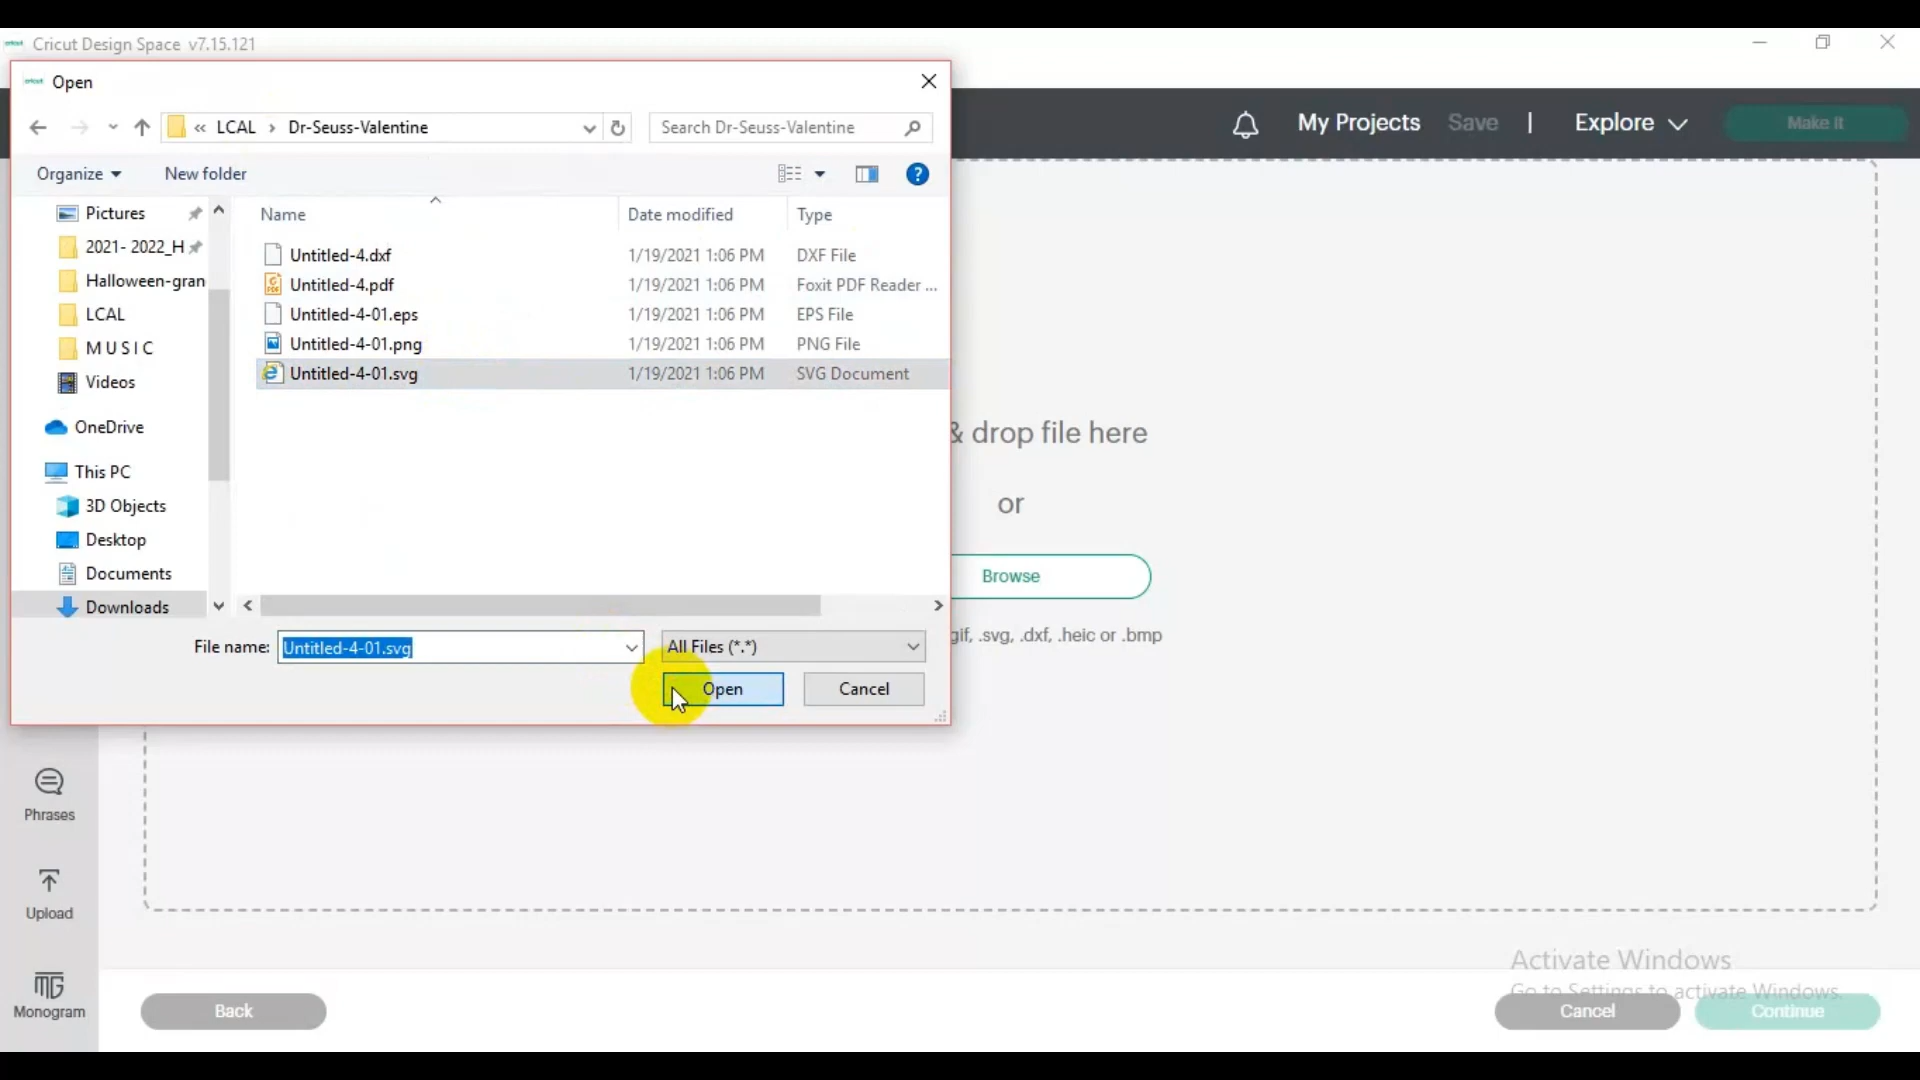 Cricut Design Space v7.15.121
Open
« LCAL › Dr-Seuss-Valentine
Search Dr-Seuss-Valentine
My Projects Save | Explore Make It
Organize New folder
Name Date modified Type
Pictures
2021- 2022_H
Halloween-gran
LCAL
M U S I C
Videos
OneDrive
This PC
3D Objects
Desktop
Documents
Downloads
Untitled-4.dxf 1/19/2021 1:06 PM DXF File
Untitled-4.pdf 1/19/2021 1:06 PM Foxit PDF Reader ...
Untitled-4-01.eps 1/19/2021 1:06 PM EPS File
Untitled-4-01.png 1/19/2021 1:06 PM PNG File
Untitled-4-01.svg 1/19/2021 1:06 PM SVG Document
& drop file here
or
Browse
gif, .svg, .dxf, .heic or .bmp
File name: Untitled-4-01.svg All Files (*.*)
Open Cancel
Phrases
Upload
Monogram
Activate Windows
Go to Settings to activate Windows.
Back Cancel Continue